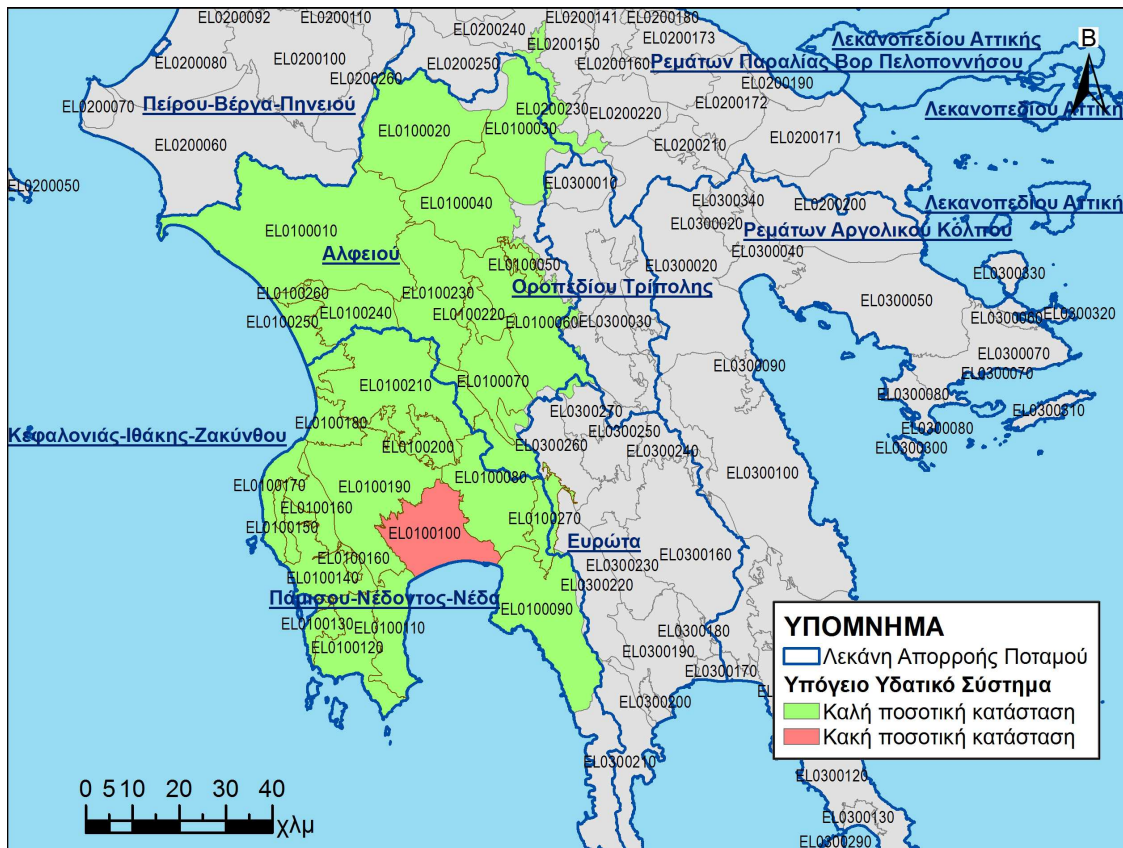 EL0200092
EL0200110
EL0200240
EL0200141
EL0200180
EL0200150
EL0200173
Λεκανοπεδίου Αττικής
Β
EL0200080
EL0200100
EL0200260
EL0200250
EL0200160
Ρεμάτων Παραλίας Βορ Πελοποννήσου
EL0200190
EL0200070
Πείρου-Βέργα-Πηνειού
EL0200230
EL0200172
Λεκανοπεδίου Αττική
EL0200060
EL0100020
EL0100030
EL0200220
EL0200171
EL0200210
EL0200050
EL0300010
EL0100040
EL0300340
EL0200200
Λεκανοπεδίου Αττική
EL0100010
EL0300020
Ρεμάτων Αργολικού Κόλπου
Αλφειού
EL0300040
EL0100050
EL0300020
EL0300330
Οροπεδίου Τρίπολης
EL0100260
EL0100230
EL0300050
EL0100250
EL0100240
EL0100220
EL0100060
EL0300030
EL0300060
EL0300320
EL0300070
EL0300090
EL0300070
EL0100210
EL0100070
EL0300080
EL0300310
EL0300270
EL0100180
EL0300250
EL0300080
Κεφαλονιάς-Ιθάκης-Ζακύνθου
EL0100200
EL0300260
EL0300240
EL0300300
EL0100170
EL0100190
EL0100080
EL0300100
EL0100160
EL0100150
EL0100100
EL0100270
Ευρώτα
EL0100160
EL0300160
EL0300230
EL0100140
EL0300220
Πάμισου-Νέδοντος-Νέδα
EL0100090
EL0100130
EL0100110
EL0300180
EL0100120
EL0300190
EL0300170
EL0300200
EL0300210
EL0300120
EL0300130
EL0300290
ΥΠΟΜΝΗΜΑ
Λεκάνη Απορροής Ποταμού
Υπόγειο Υδατικό Σύστημα
Καλή ποσοτική κατάσταση
Κακή ποσοτική κατάσταση
0 5 10 20 30 40
χλμ